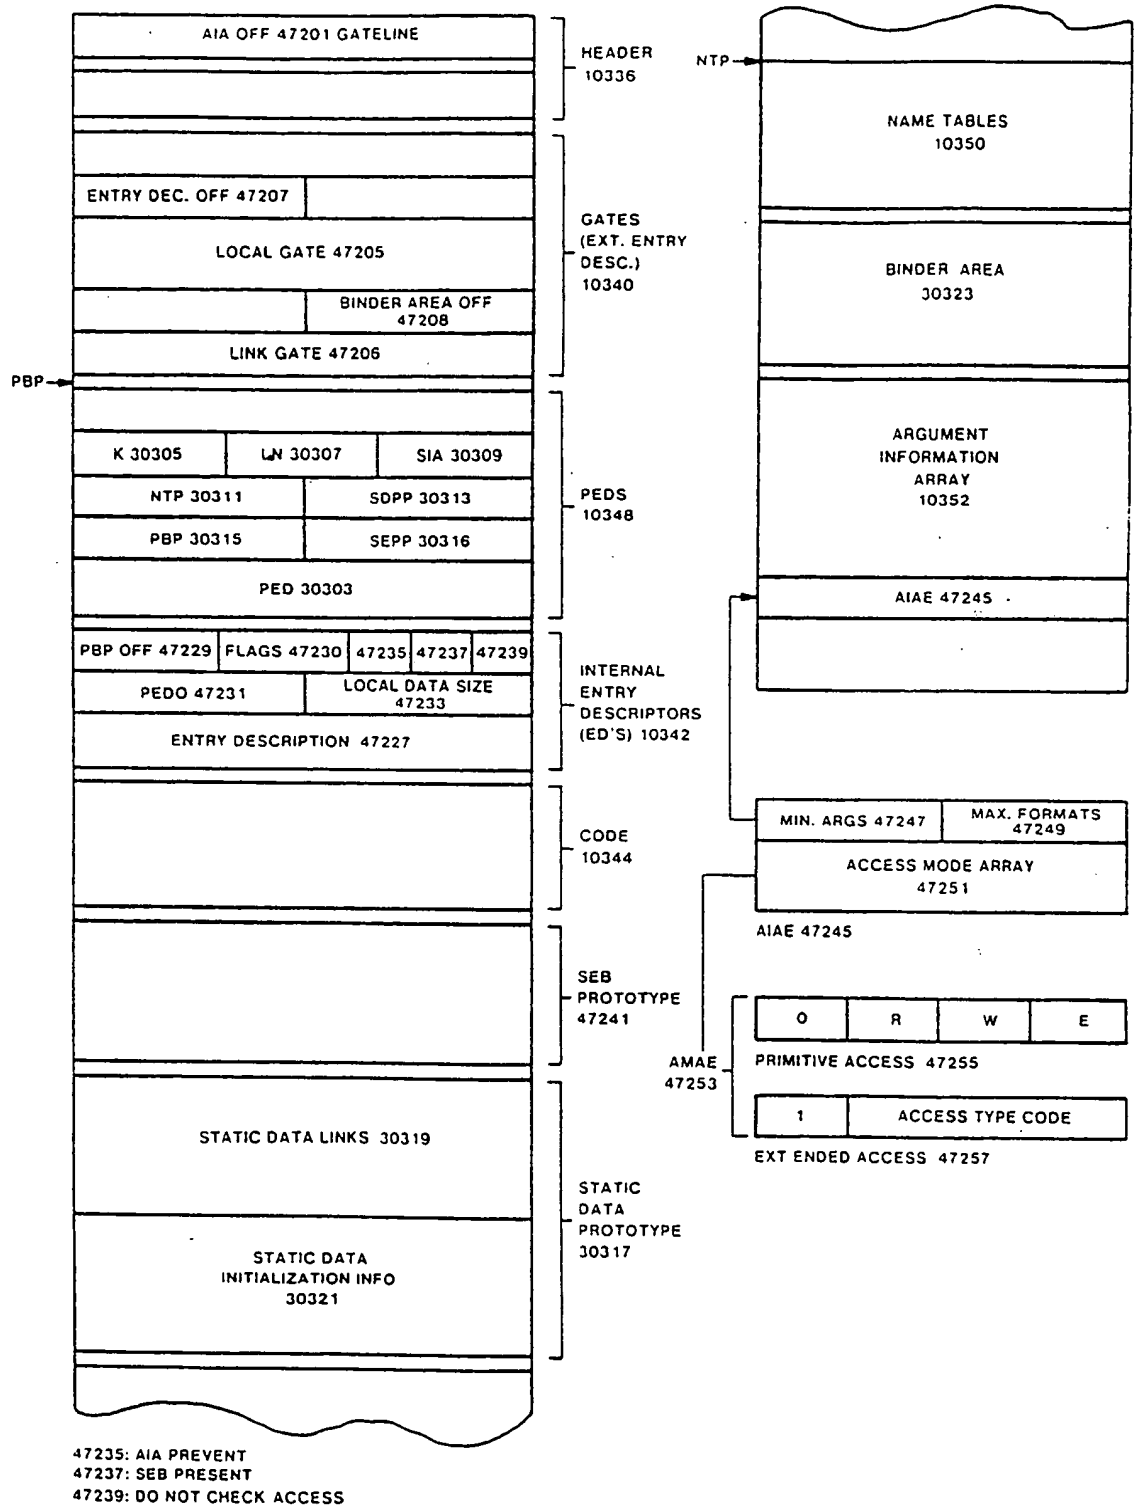 AIA OFF 47201 GATELINE
HEADER
10336
ENTRY DEC. OFF 47207
LOCAL GATE 47205
BINDER AREA OFF
47208
LINK GATE 47206
GATES
(EXT. ENTRY
DESC.)
10340
PBP
K 30305
LN 30307
SIA 30309
NTP 30311
SDPP 30313
PBP 30315
SEPP 30316
PED 30303
PEDS
10348
PBP OFF 47229
FLAGS 47230
47235
47237
47239
PEDO 47231
LOCAL DATA SIZE
47233
ENTRY DESCRIPTION 47227
INTERNAL
ENTRY
DESCRIPTORS
(ED'S) 10342
CODE
10344
SEB
PROTOTYPE
47241
STATIC DATA LINKS 30319
STATIC DATA
INITIALIZATION INFO
30321
STATIC
DATA
PROTOTYPE
30317
47235: AIA PREVENT
47237: SEB PRESENT
47239: DO NOT CHECK ACCESS
NTP
NAME TABLES
10350
BINDER AREA
30323
ARGUMENT
INFORMATION
ARRAY
10352
AIAE 47245
MIN. ARGS 47247
MAX. FORMATS
47249
ACCESS MODE ARRAY
47251
AIAE 47245
AMAE
47253
O
R
W
E
PRIMITIVE ACCESS 47255
1
ACCESS TYPE CODE
EXT ENDED ACCESS 47257